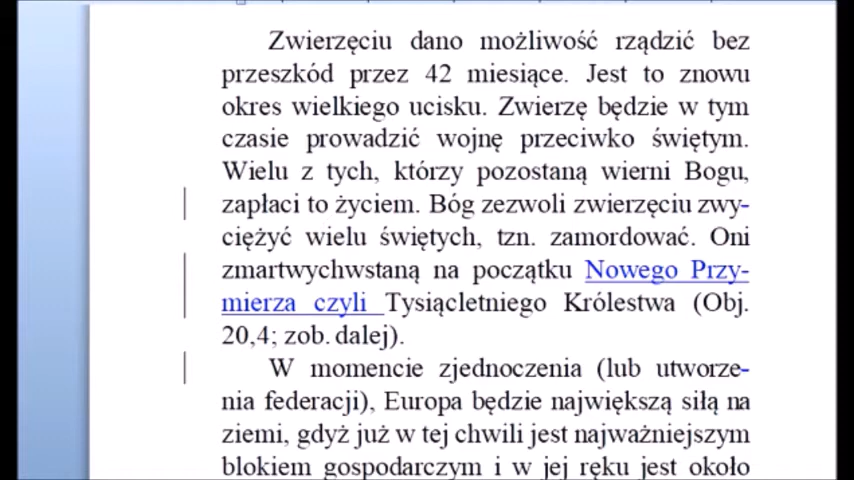 Zwierzęciu dano możliwość rządzić bez
przeszkód przez 42 miesiące. Jest to znowu
okres wielkiego ucisku. Zwierzę będzie w tym
czasie prowadzić wojnę przeciwko świętym.
Wielu z tych, którzy pozostaną wierni Bogu,
zapłaci to życiem. Bóg zezwoli zwierzęciu zwy-
ciężyć wielu świętych, tzn. zamordować. Oni
zmartwychwstaną na początku Nowego Przy-
mierza czyli Tysiącletniego Królestwa (Obj.
20,4; zob. dalej).
W momencie zjednoczenia (lub utworze-
nia federacji), Europa będzie największą siłą na
ziemi, gdyż już w tej chwili jest najważniejszym
blokiem gospodarczym i w jej ręku jest około